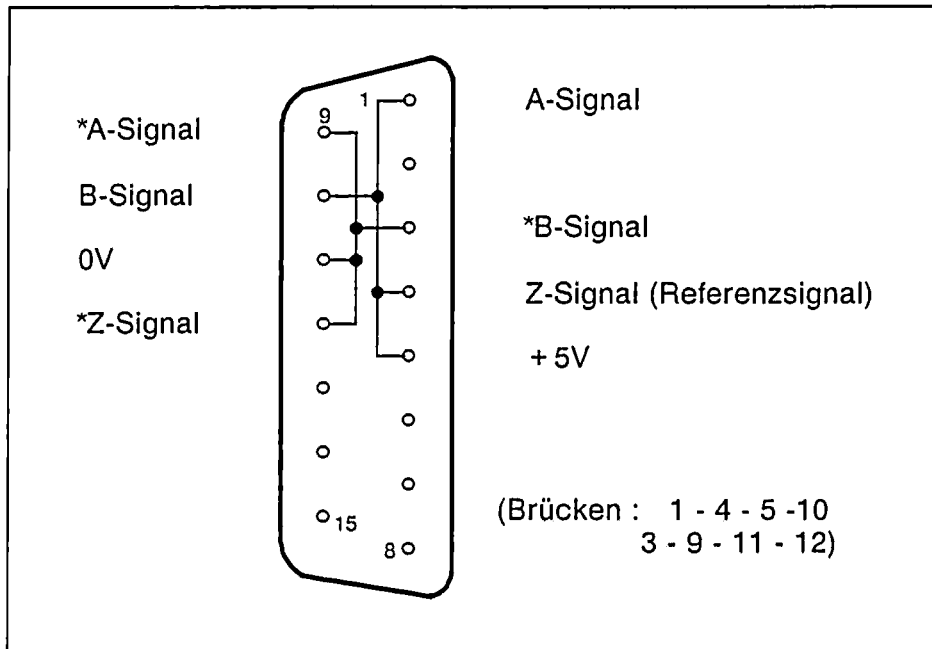 1
A-Signal
9
*A-Signal
B-Signal
*B-Signal
0V
Z-Signal (Referenzsignal)
*Z-Signal
+ 5V
(Brücken : 1 - 4 - 5 -10
15
3 - 9 - 11 - 12)
8